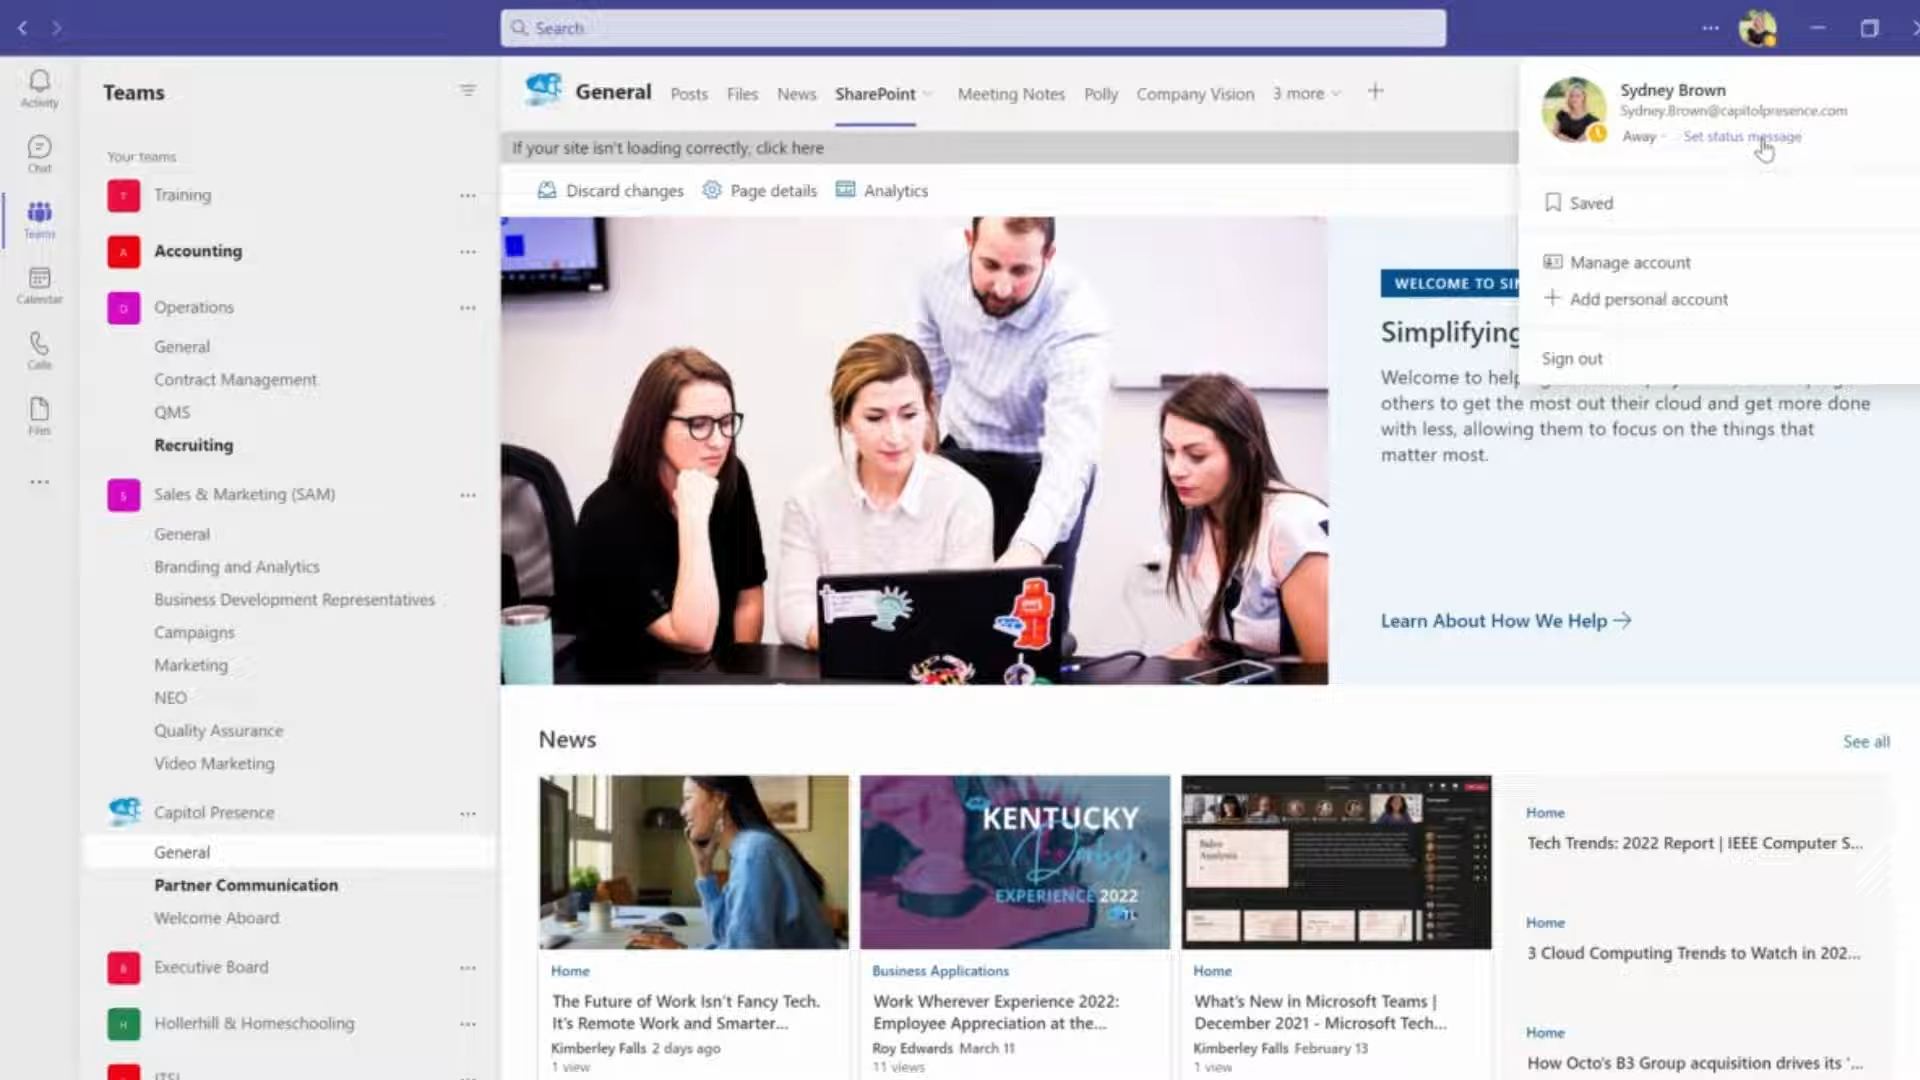 Search
Activity
Chat
Teams
Calendar
Calls
Files
Teams
Your teams
T Training
A Accounting
O Operations
General
Contract Management
QMS
Recruiting
S Sales & Marketing (SAM)
General
Branding and Analytics
Business Development Representatives
Campaigns
Marketing
NEO
Quality Assurance
Video Marketing
Capitol Presence
General
Partner Communication
Welcome Aboard
Executive Board
H Hollerhill & Homeschooling
General Posts Files News SharePoint Meeting Notes Polly Company Vision 3 more
If your site isn't loading correctly, click here
Discard changes Page details Analytics
Sydney Brown
Sydney.Brown@capitolpresence.com
Away Set status message
Saved
Manage account
Add personal account
Sign out
WELCOME TO
Simplifying
Welcome to help
others to get the most out their cloud and get more done
with less, allowing them to focus on the things that
matter most.
Learn About How We Help
News
See all
KENTUCKY
Derby
EXPERIENCE 2022
Sales
Analysis
Home
The Future of Work Isn't Fancy Tech.
It's Remote Work and Smarter...
Kimberley Falls 2 days ago
1 view
Business Applications
Work Wherever Experience 2022:
Employee Appreciation at the...
Roy Edwards March 11
11 views
Home
What's New in Microsoft Teams |
December 2021 - Microsoft Tech...
Kimberley Falls February 13
1 view
Home
Tech Trends: 2022 Report | IEEE Computer S...
Home
3 Cloud Computing Trends to Watch in 202...
Home
How Octo's B3 Group acquisition drives its '...